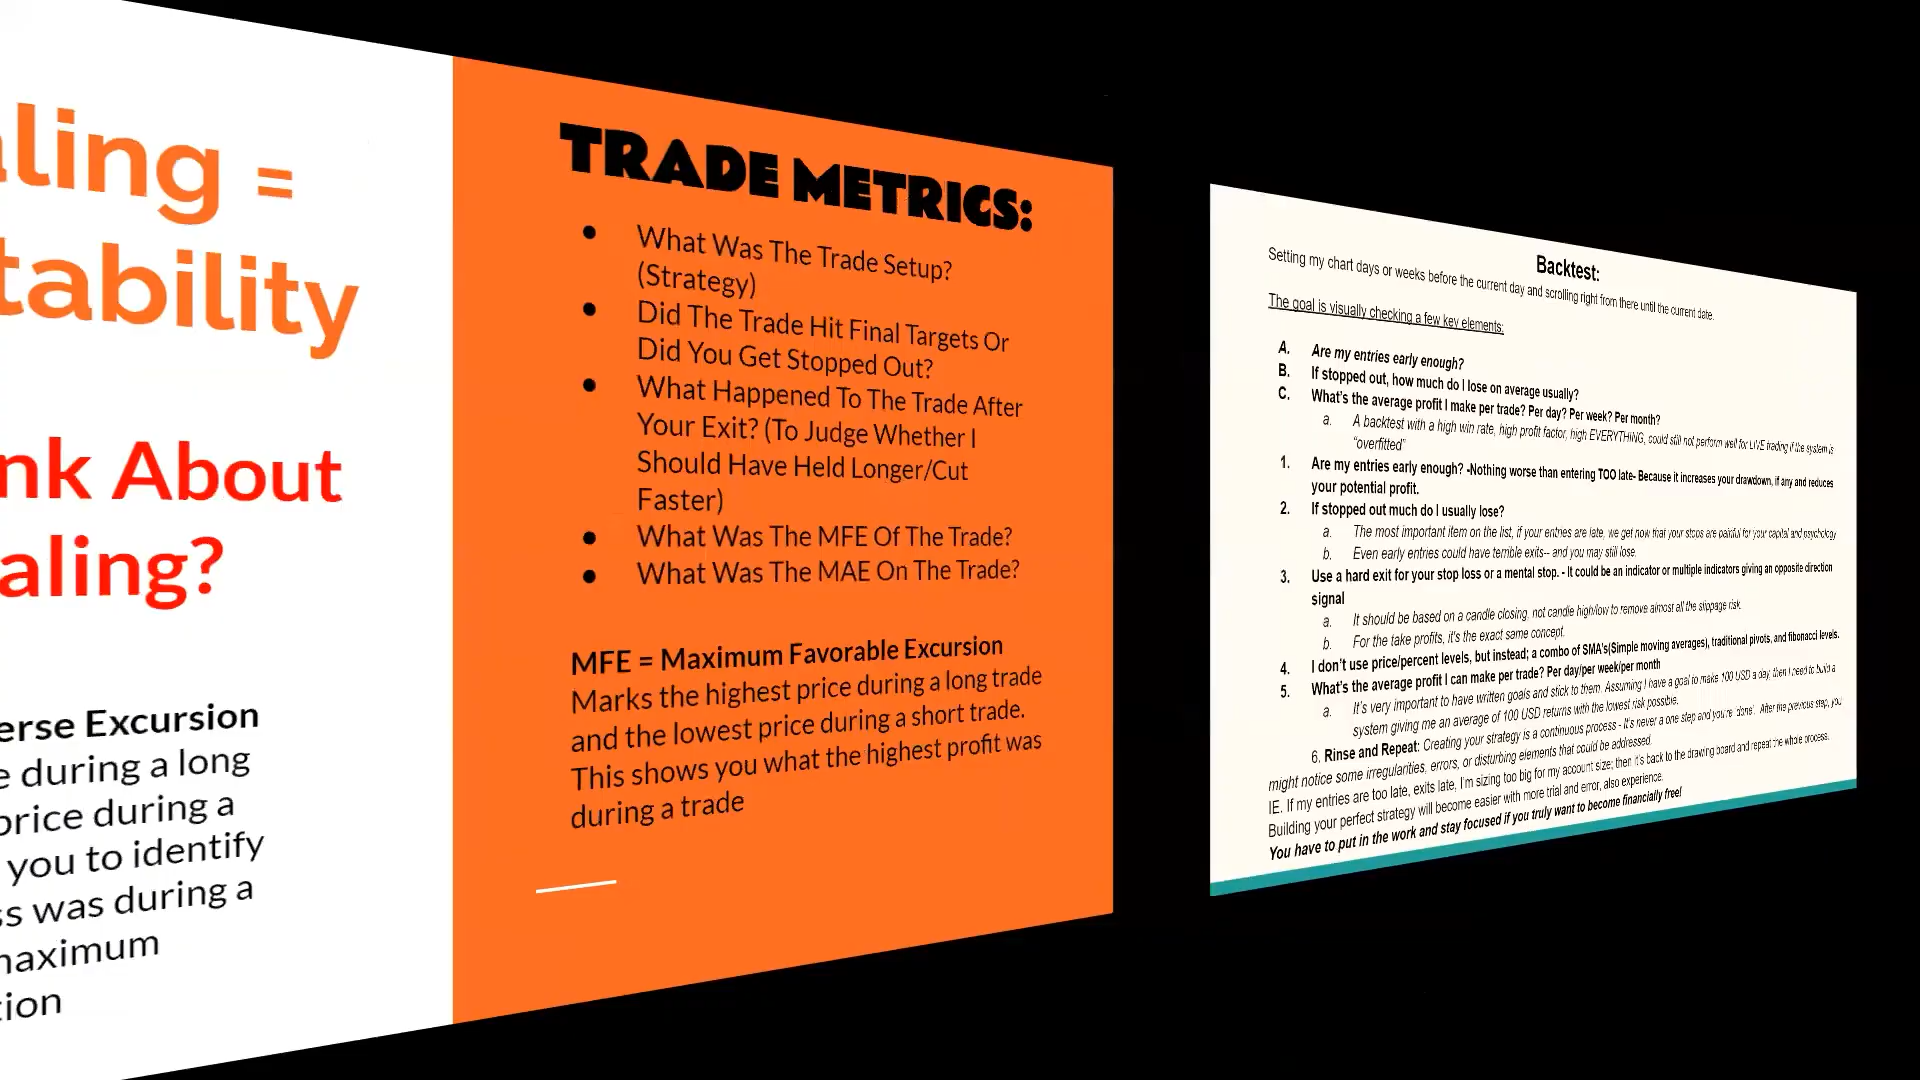 ling =
tability
nk About
aling?
erse Excursion
e during a long
price during a
you to identify
ss was during a
maximum
tion
TRADE METRICS:
● What Was The Trade Setup?
(Strategy)
● Did The Trade Hit Final Targets Or
Did You Get Stopped Out?
● What Happened To The Trade After
Your Exit? (To Judge Whether I
Should Have Held Longer/Cut
Faster)
● What Was The MFE Of The Trade?
● What Was The MAE On The Trade?
MFE = Maximum Favorable Excursion
Marks the highest price during a long trade
and the lowest price during a short trade.
This shows you what the highest profit was
during a trade
Backtest:
Setting my chart days or weeks before the current day and scrolling right from there until the current date.
The goal is visually checking a few key elements:
A. Are my entries early enough?
B. If stopped out, how much do I lose on average usually?
C. What's the average profit I make per trade? Per day? Per week? Per month?
a. A backtest with a high win rate, high profit factor, high EVERYTHING, could still not perform well for LIVE trading if the system is
"overfitted"
1. Are my entries early enough? -Nothing worse than entering TOO late- Because it increases your drawdown, if any and reduces
your potential profit.
2. If stopped out much do I usually lose?
a. The most important item on the list, if your entries are late, we get now that your stops are painful for your capital and psychology
b. Even early entries could have terrible exits-- and you may still lose.
3. Use a hard exit for your stop loss or a mental stop. - It could be an indicator or multiple indicators giving an opposite direction
signal
a. It should be based on a candle closing, not candle high/low to remove almost all the slippage risk.
b. For the take profits, it's the exact same concept.
4. I don't use price/percent levels, but instead; a combo of SMA's(Simple moving averages), traditional pivots, and fibonacci levels.
5. What's the average profit I can make per trade? Per day/per week/per month
a. It's very important to have written goals and stick to them. Assuming I have a goal to make 100 USD a day, then I need to build a
system giving me an average of 100 USD returns with the lowest risk possible.
6. Rinse and Repeat: Creating your strategy is a continuous process - It's never a one step and you're 'done'. After the previous step, you
might notice some irregularities, errors, or disturbing elements that could be addressed.
IE. If my entries are too late, exits late, I'm sizing too big for my account size; then it's back to the drawing board and repeat the whole process.
Building your perfect strategy will become easier with more trial and error, also experience.
You have to put in the work and stay focused if you truly want to become financially free!